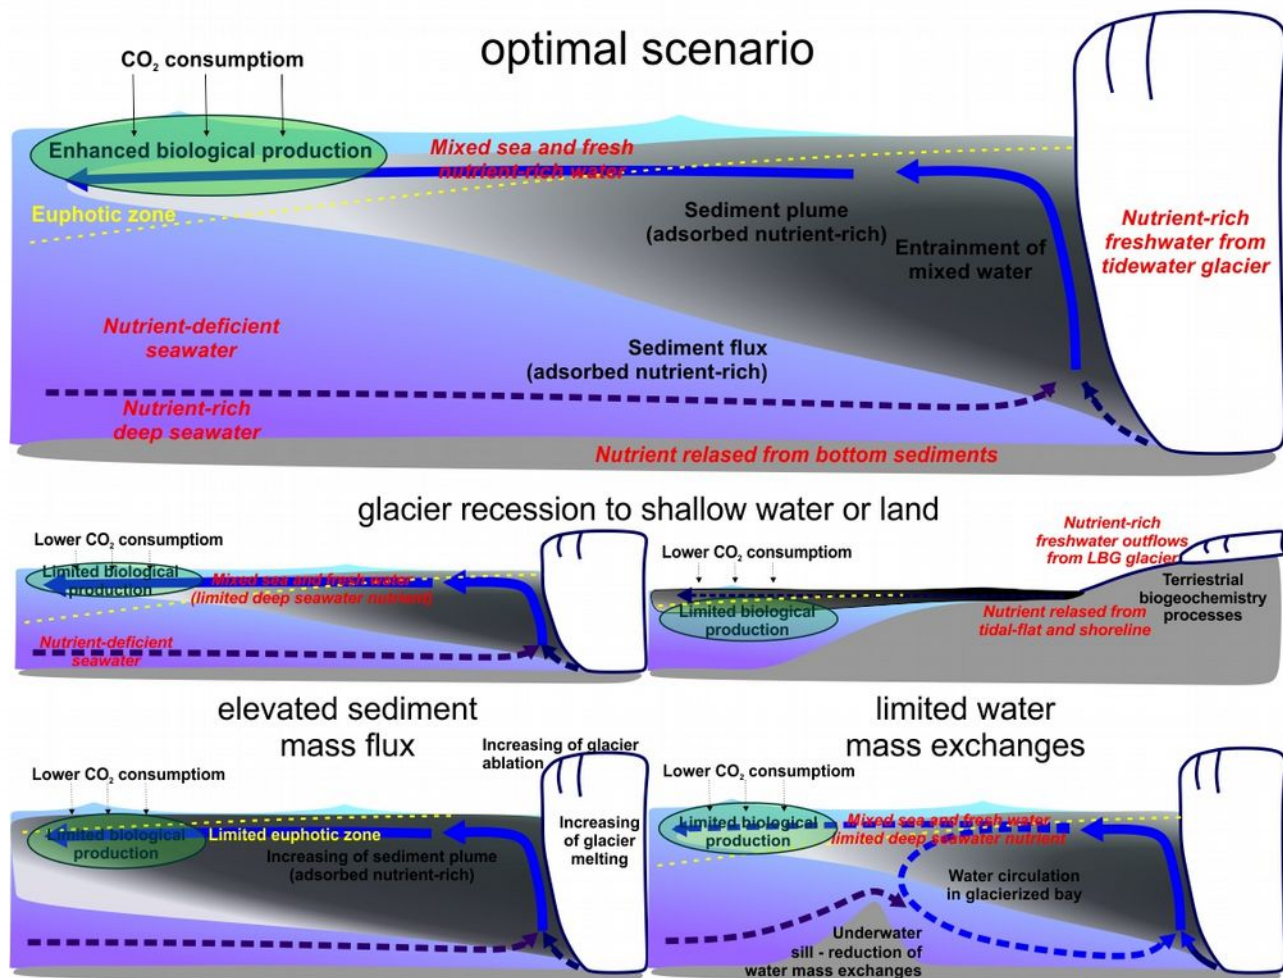 optimal scenario
CO₂ consumptiom
Enhanced biological production
Mixed sea and fresh
nutrient-rich water
Euphotic zone
Sediment plume
(adsorbed nutrient-rich)
Entrainment of
mixed water
Nutrient-rich
freshwater from
tidewater glacier
Nutrient-deficient
seawater
Sediment flux
(adsorbed nutrient-rich)
Nutrient-rich
deep seawater
Nutrient relased from bottom sediments
glacier recession to shallow water or land
Lower CO₂ consumptiom
Limited biological
production
Mixed sea and fresh water
(limited deep seawater nutrient)
Nutrient-deficient
seawater
Lower CO₂ consumptiom
Limited biological
production
Nutrient-rich
freshwater outflows
from LBG glacier
Terriestrial
biogeochemistry
processes
Nutrient relased from
tidal-flat and shoreline
elevated sediment
mass flux
Lower CO₂ consumptiom
Increasing of glacier
ablation
Limited biological
production
Limited euphotic zone
Increasing of sediment plume
(adsorbed nutrient-rich)
Increasing
of glacier
melting
limited water
mass exchanges
Lower CO₂ consumptiom
Limited biological
production
Mixed sea and fresh water
limited deep seawater nutrient
Water circulation
in glacierized bay
Underwater
sill - reduction of
water mass exchanges